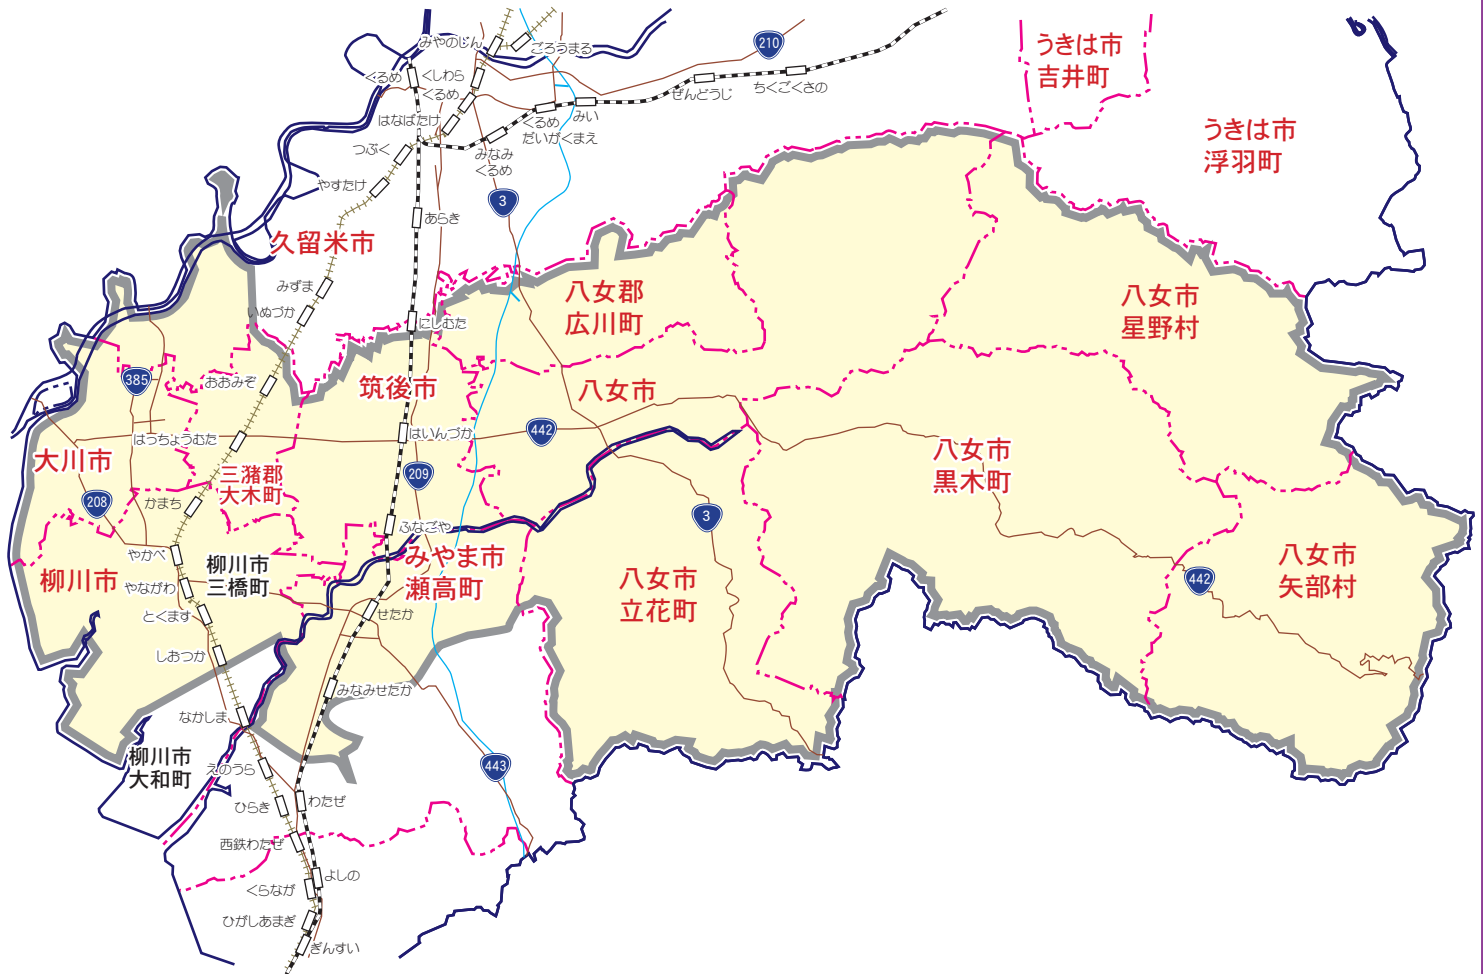 みやのじん
ごろうまる
210
うきは市
吉井町
くるめ
くしわら
くるめ
ぜんどうじ
ちくごくさの
はなばたけ
くるめ
だいがくまえ
みい
うきは市
浮羽町
つぶく
みなみ
くるめ
やすたけ
3
あらき
久留米市
みずま
いぬづか
にしむた
八女郡
広川町
八女市
星野村
385
おおみぞ
筑後市
八女市
はっちょうむた
はいんづか
442
大川市
三潴郡
大木町
209
八女市
黒木町
208
かまち
ふなごや
3
やかべ
柳川市
三橋町
みやま市
瀬高町
柳川市
やながわ
とくます
せたか
八女市
立花町
442
八女市
矢部村
しおつか
みなみせたか
なかしま
柳川市
大和町
えのうら
443
ひらき
わたぜ
西鉄わたぜ
よしの
くらなが
ひがしあまぎ
ぎんすい